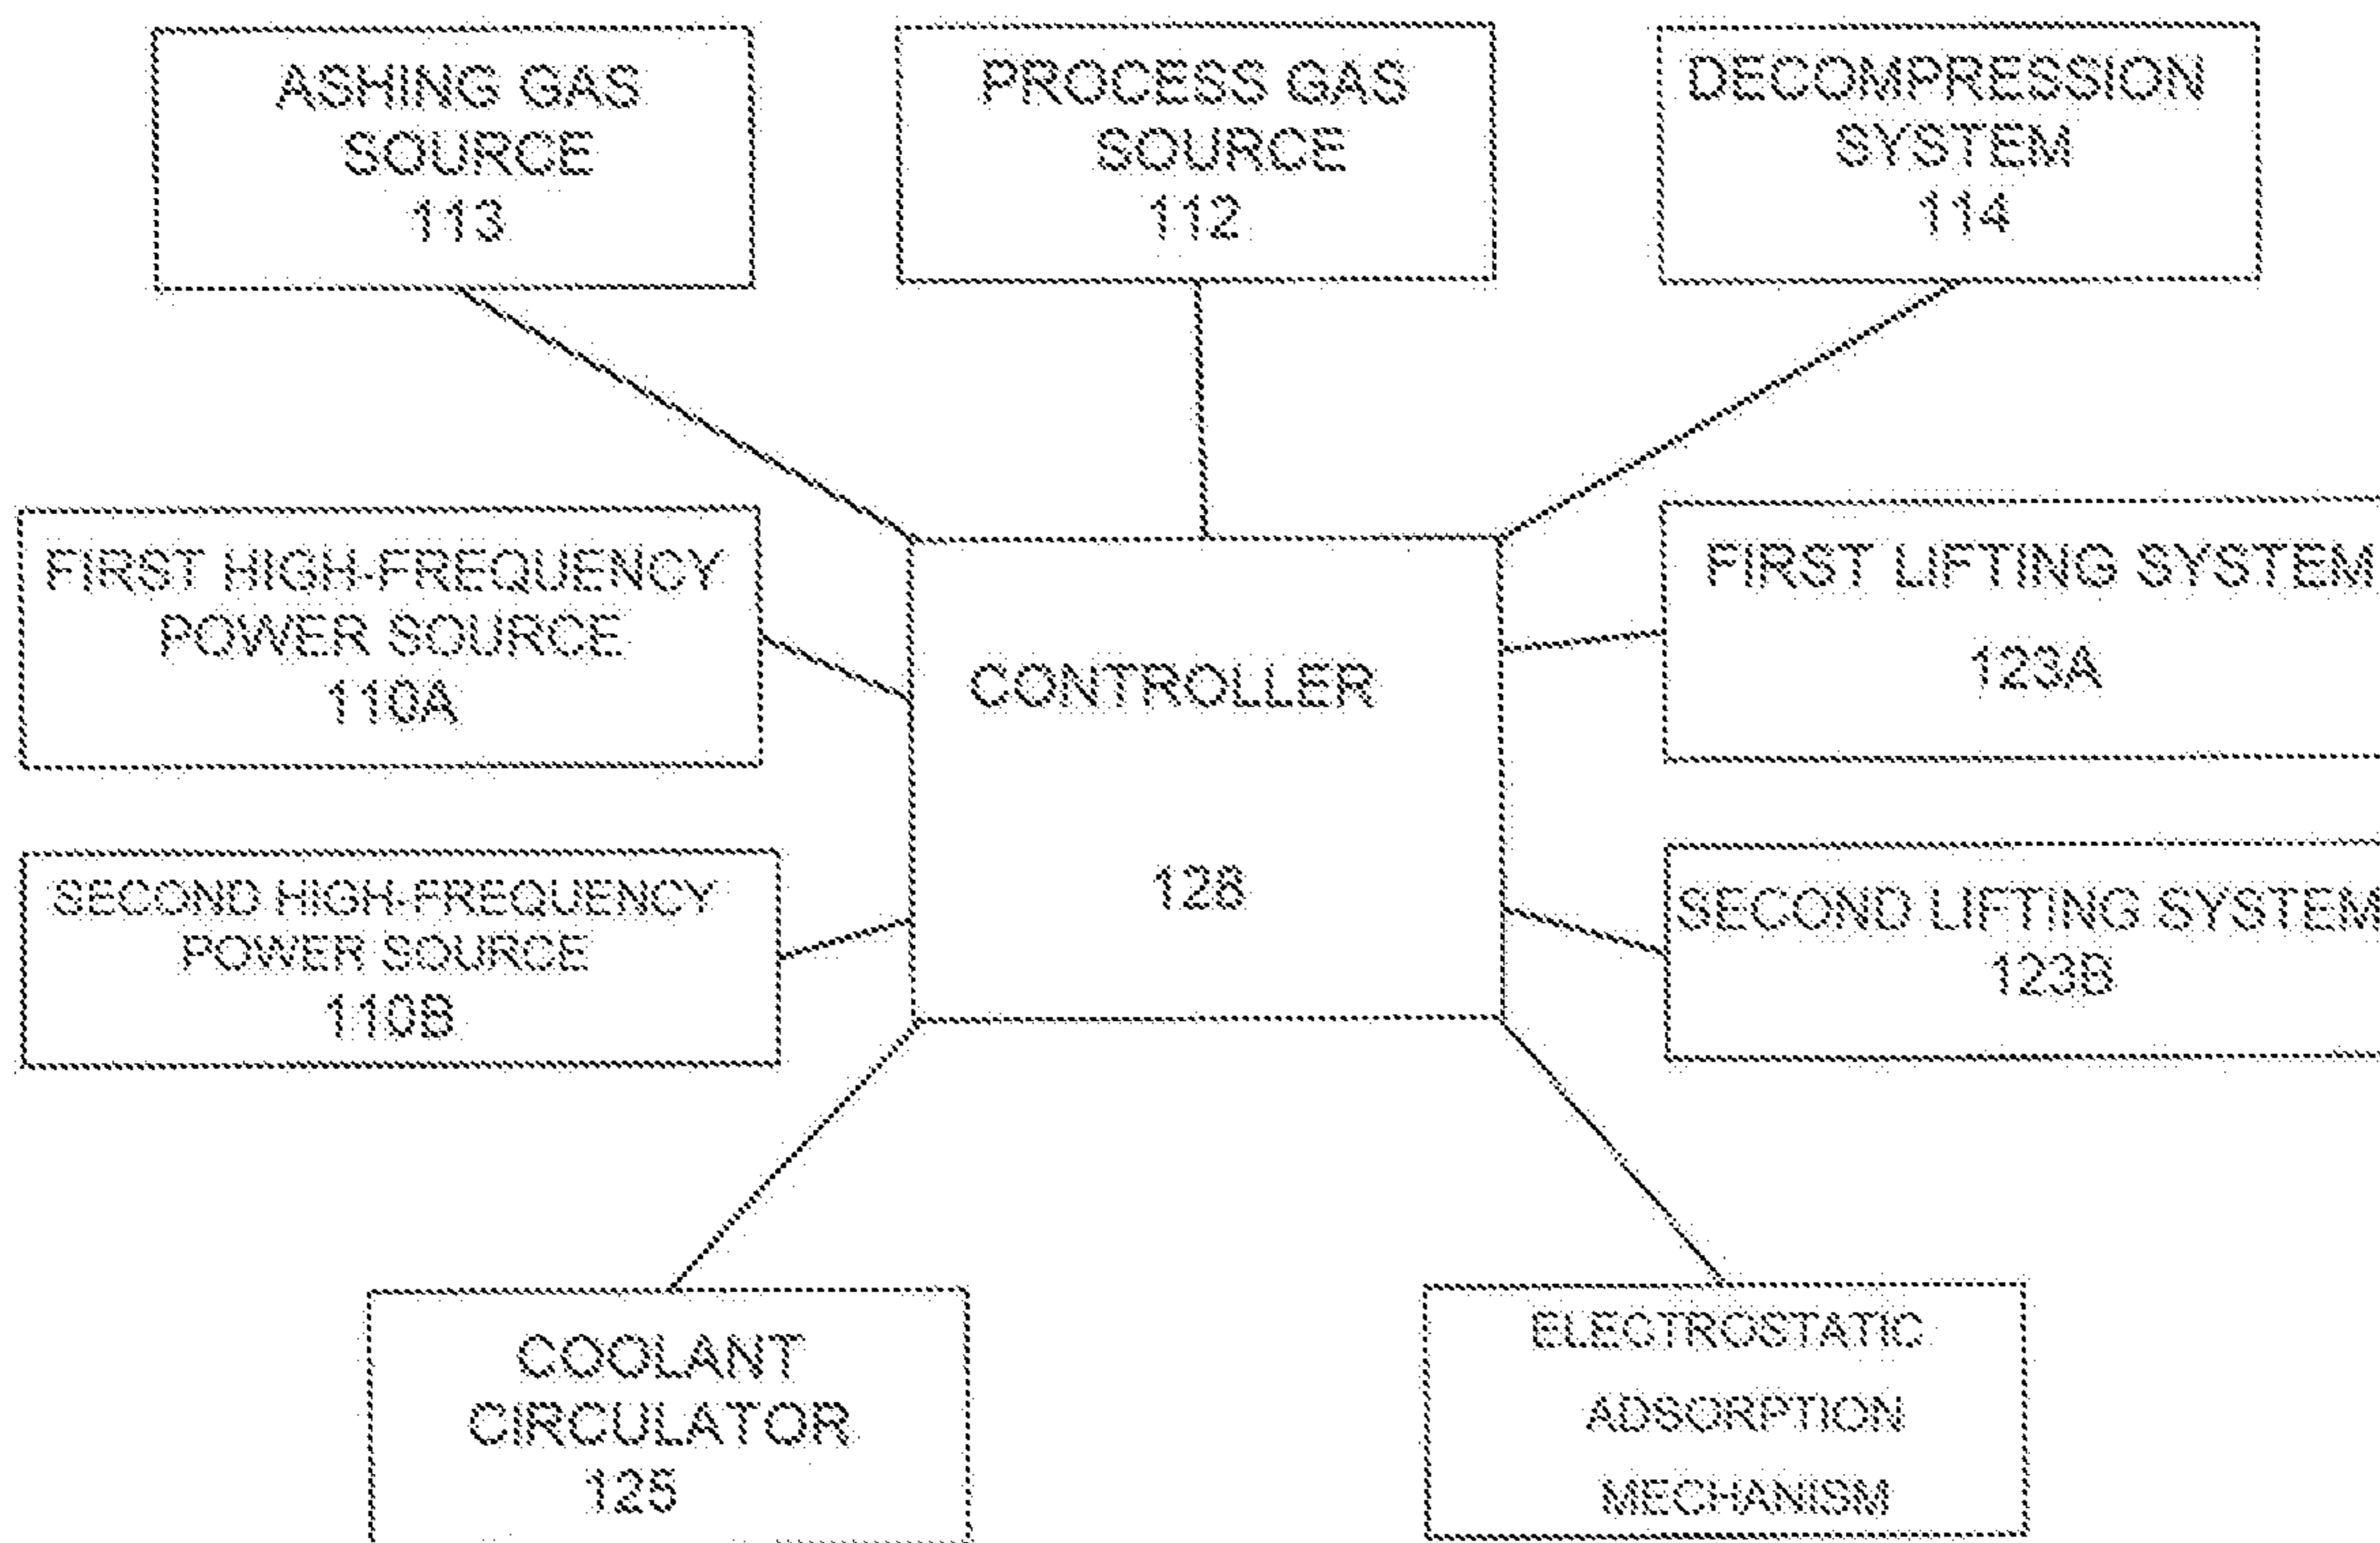 ASHING GAS
SOURCE
113
PROCESS GAS
SOURCE
112
DECOMPRESSION
SYSTEM
114
FIRST HIGH-FREQUENCY
POWER SOURCE
110A
CONTROLLER
128
FIRST LIFTING SYSTEM
123A
SECOND HIGH-FREQUENCY
POWER SOURCE
110B
SECOND LIFTING SYSTEM
123B
COOLANT
CIRCULATOR
125
ELECTROSTATIC
ADSORPTION
MECHANISM